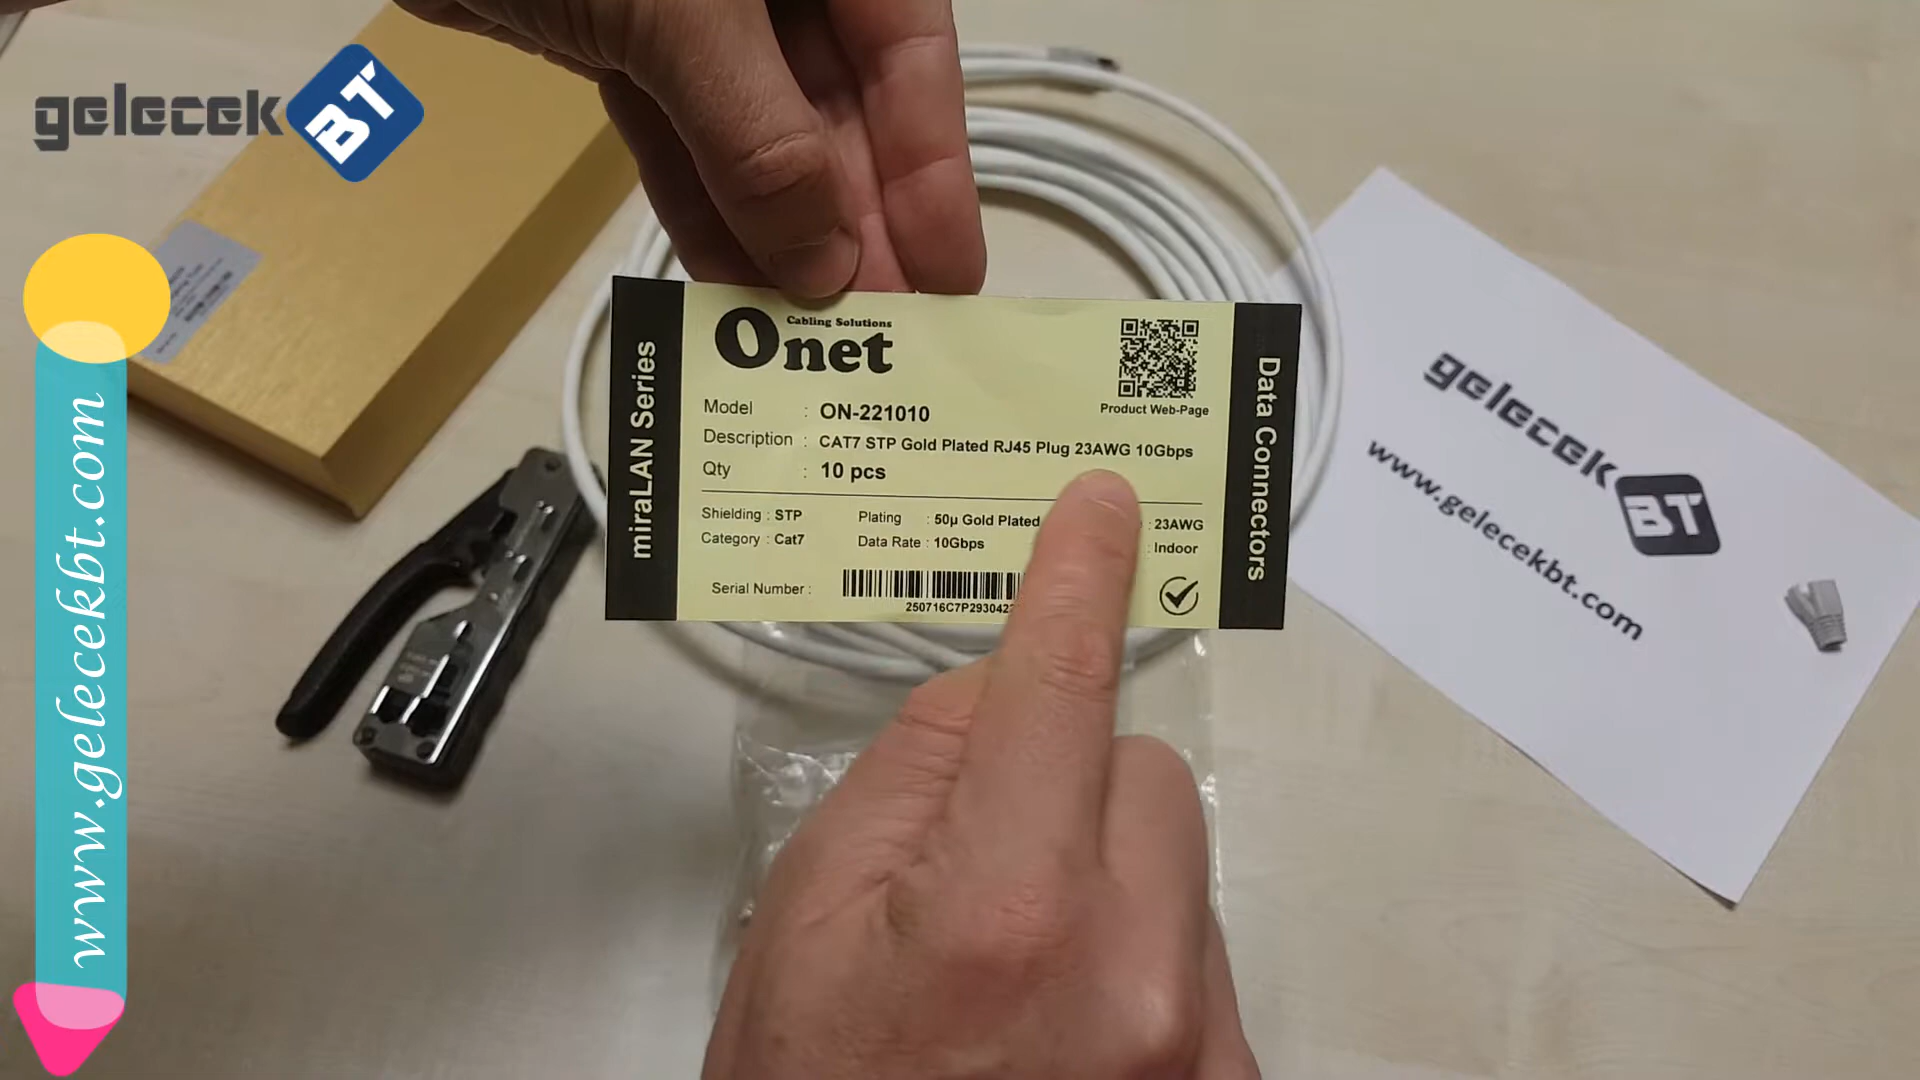 gelecek BT
www.gelecekbt.com
miraLAN Series
Onet
Cabling Solutions
Product Web-Page
Model : ON-221010
Description : CAT7 STP Gold Plated RJ45 Plug 23AWG 10Gbps
Qty : 10 pcs
Shielding : STP Plating : 50µ Gold Plated : 23AWG
Category : Cat7 Data Rate : 10Gbps : Indoor
Serial Number :
250716C7P293042
Data Connectors
gelecek BT
www.gelecekbt.com